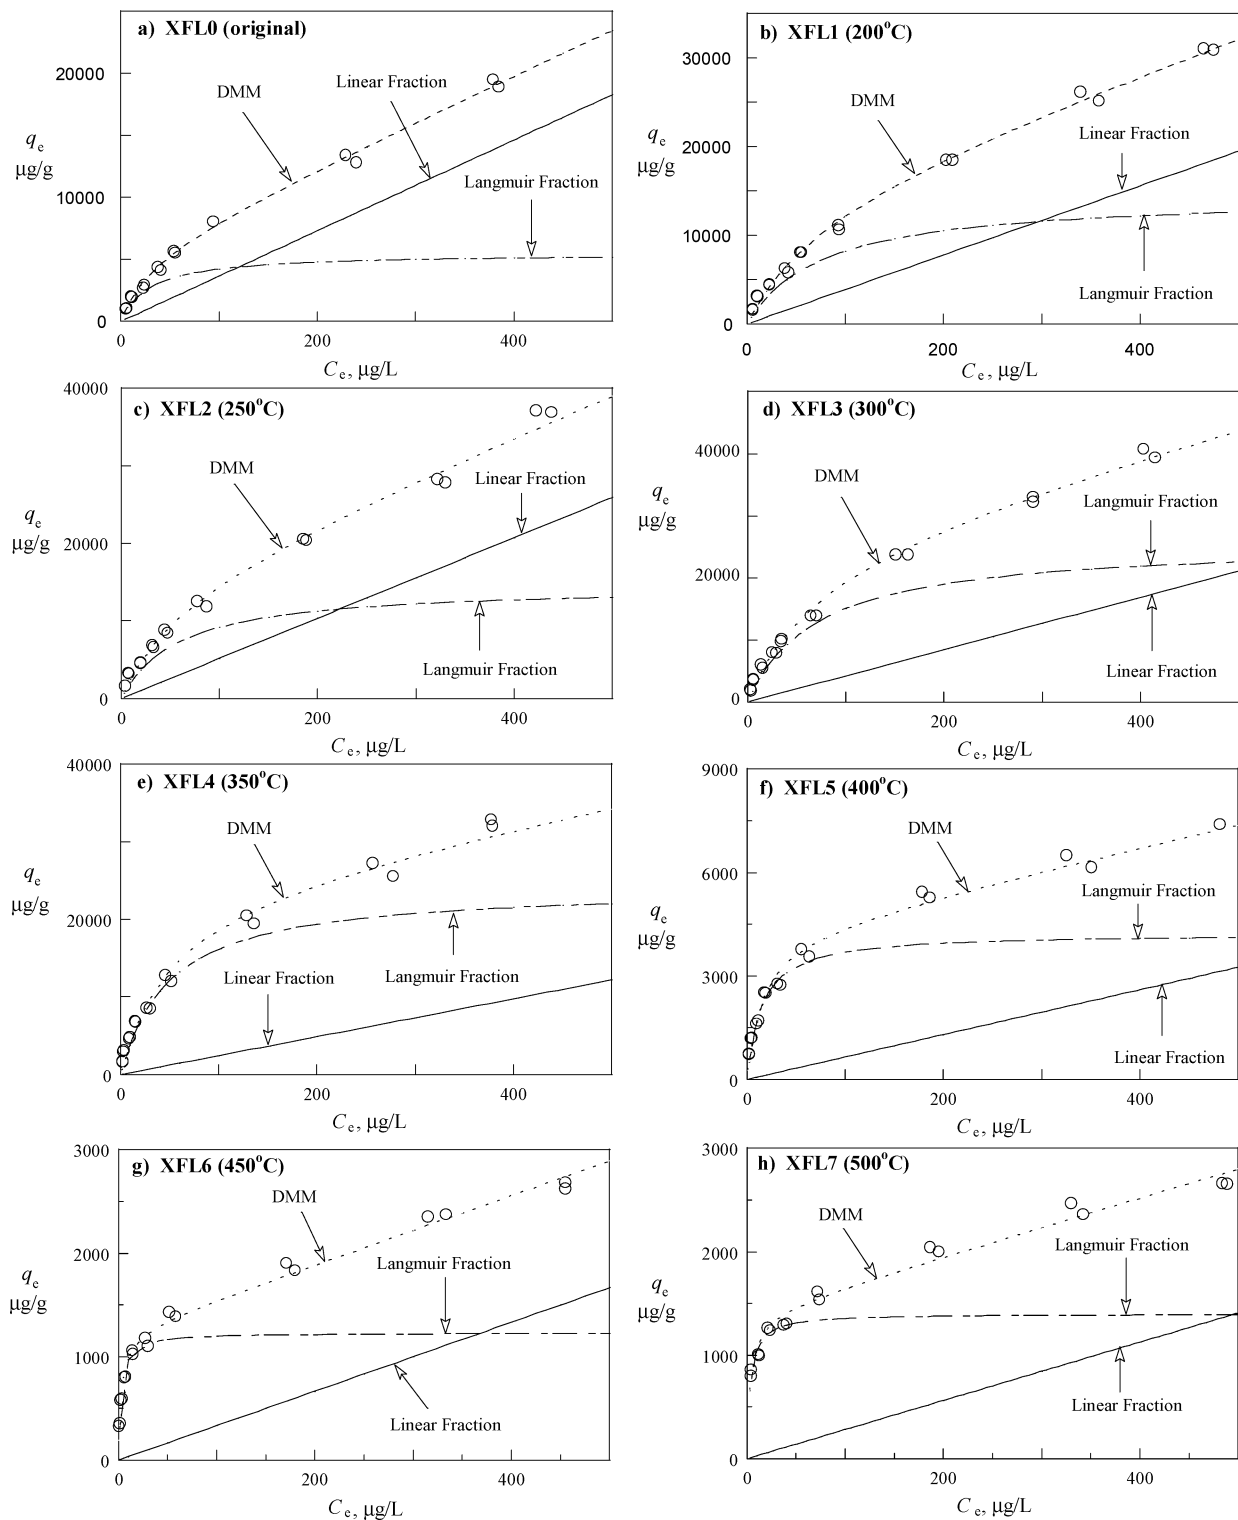 a) XFL0 (original)
20000
10000
0
qe
µg/g
DMM
Linear Fraction
Langmuir Fraction
0 200 400
Ce, µg/L
b) XFL1 (200oC)
30000
20000
10000
0
qe
µg/g
DMM
Linear Fraction
Langmuir Fraction
0 200 400
Ce, µg/L
c) XFL2 (250oC)
40000
20000
0
qe
µg/g
DMM
Linear Fraction
Langmuir Fraction
0 200 400
Ce, µg/L
d) XFL3 (300oC)
40000
20000
0
qe
µg/g
DMM
Langmuir Fraction
Linear Fraction
0 200 400
Ce, µg/L
e) XFL4 (350oC)
40000
20000
0
qe
µg/g
DMM
Linear Fraction
Langmuir Fraction
0 200 400
Ce, µg/L
f) XFL5 (400oC)
9000
6000
3000
0
qe
µg/g
DMM
Langmuir Fraction
Linear Fraction
0 200 400
Ce, µg/L
g) XFL6 (450oC)
3000
2000
1000
0
qe
µg/g
DMM
Langmuir Fraction
Linear Fraction
0 200 400
Ce, µg/L
h) XFL7 (500oC)
3000
2000
1000
0
qe
µg/g
DMM
Langmuir Fraction
Linear Fraction
0 200 400
Ce, µg/L